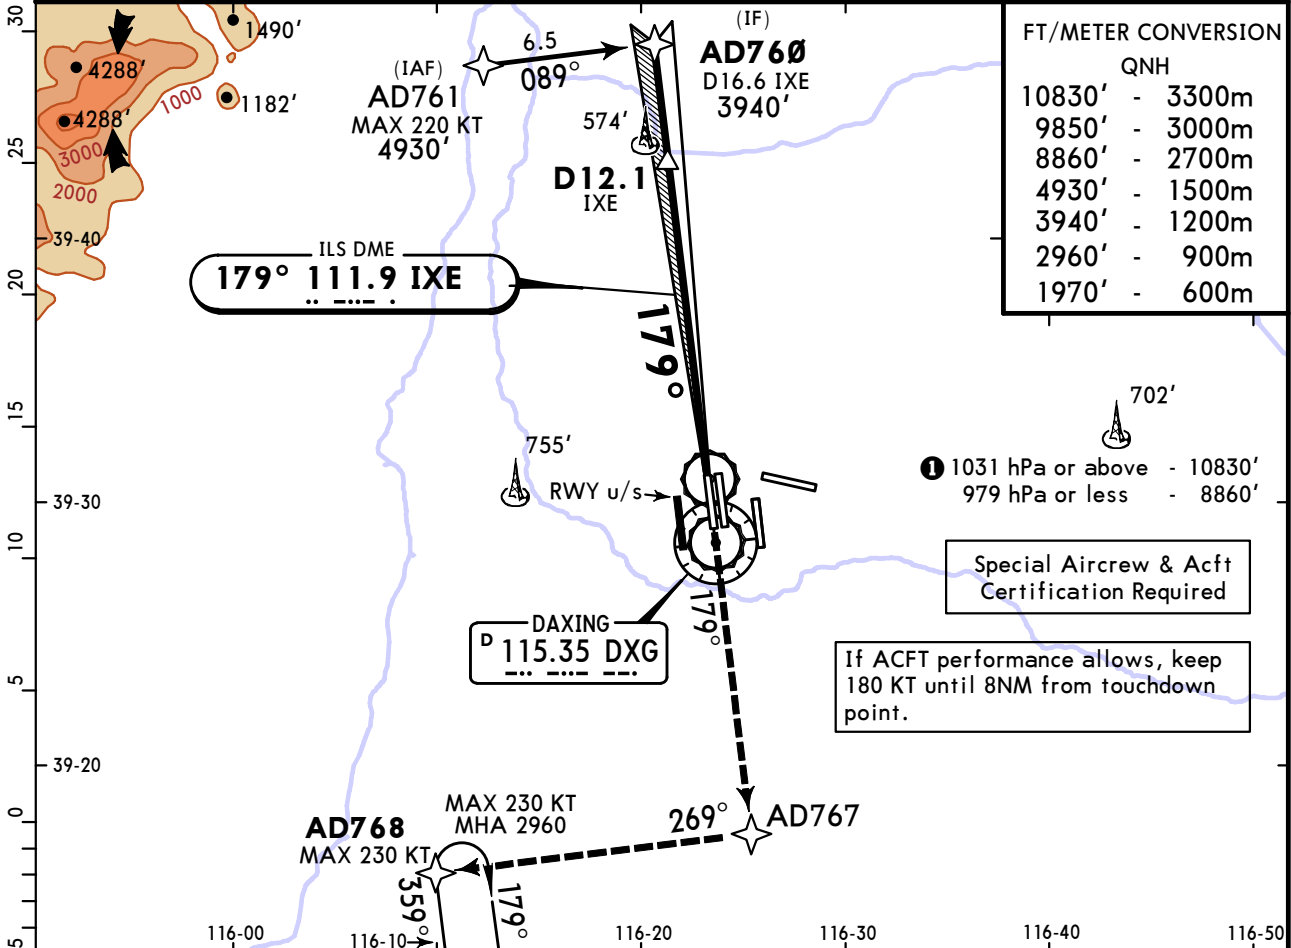 30
1490'
4288'
1000
1182'
4288'
3000
2000
25
39-40
20
15
39-30
10
5
39-20
0
5
(IAF)
AD761
MAX 220 KT
4930'
6.5
089°
(IF)
AD760
D16.6 IXE
3940'
574'
D12.1
IXE
ILS DME
179° 111.9 IXE
179°
FT/METER CONVERSION
QNH
10830' - 3300m
9850' - 3000m
8860' - 2700m
4930' - 1500m
3940' - 1200m
2960' - 900m
1970' - 600m
702'
755'
RWY u/s
1 1031 hPa or above - 10830'
979 hPa or less - 8860'
Special Aircrew & Acft
Certification Required
DAXING
D 115.35 DXG
179°
If ACFT performance allows, keep
180 KT until 8NM from touchdown
point.
MAX 230 KT
MHA 2960
269°
AD767
AD768
MAX 230 KT
359°
179°
116-00
116-10
116-20
116-30
116-40
116-50